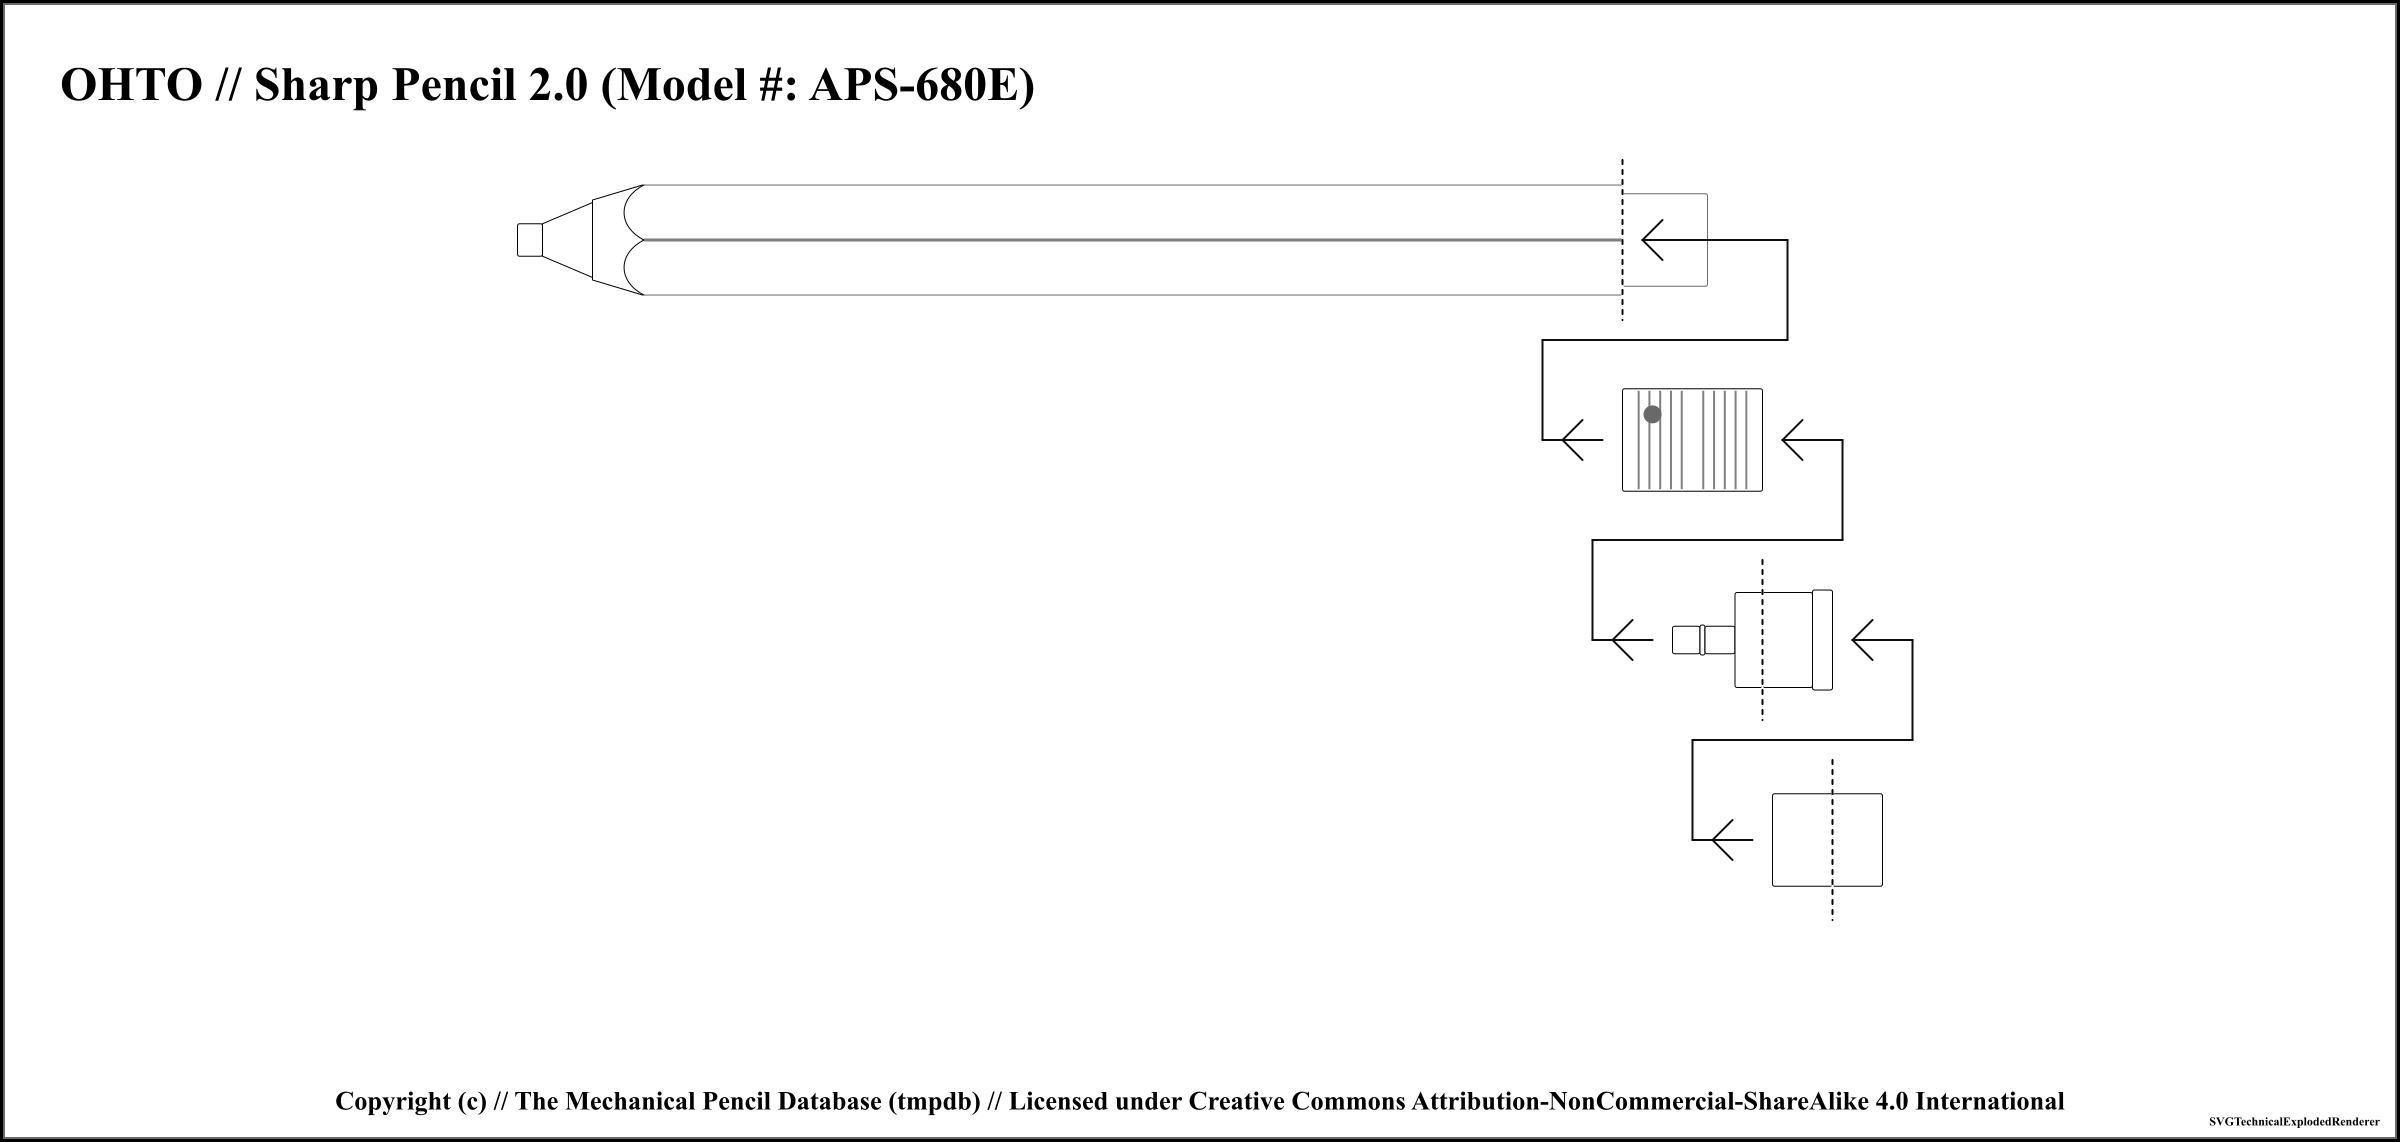 OHTO // Sharp Pencil 2.0 (Model #: APS-680E)
Copyright (c) // The Mechanical Pencil Database (tmpdb) // Licensed under Creative Commons Attribution-NonCommercial-ShareAlike 4.0 International
SVGTechnicalExplodedRenderer